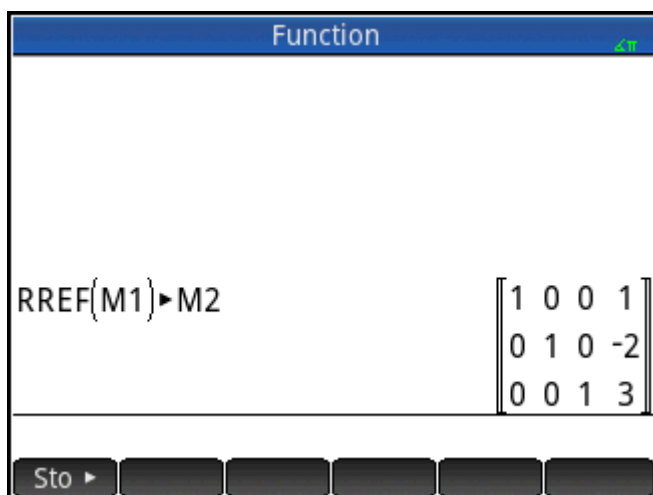 Function
∡π
RREF(M1)▶M2
[1 0 0 1
0 1 0 -2
0 0 1 3]
Sto ▶